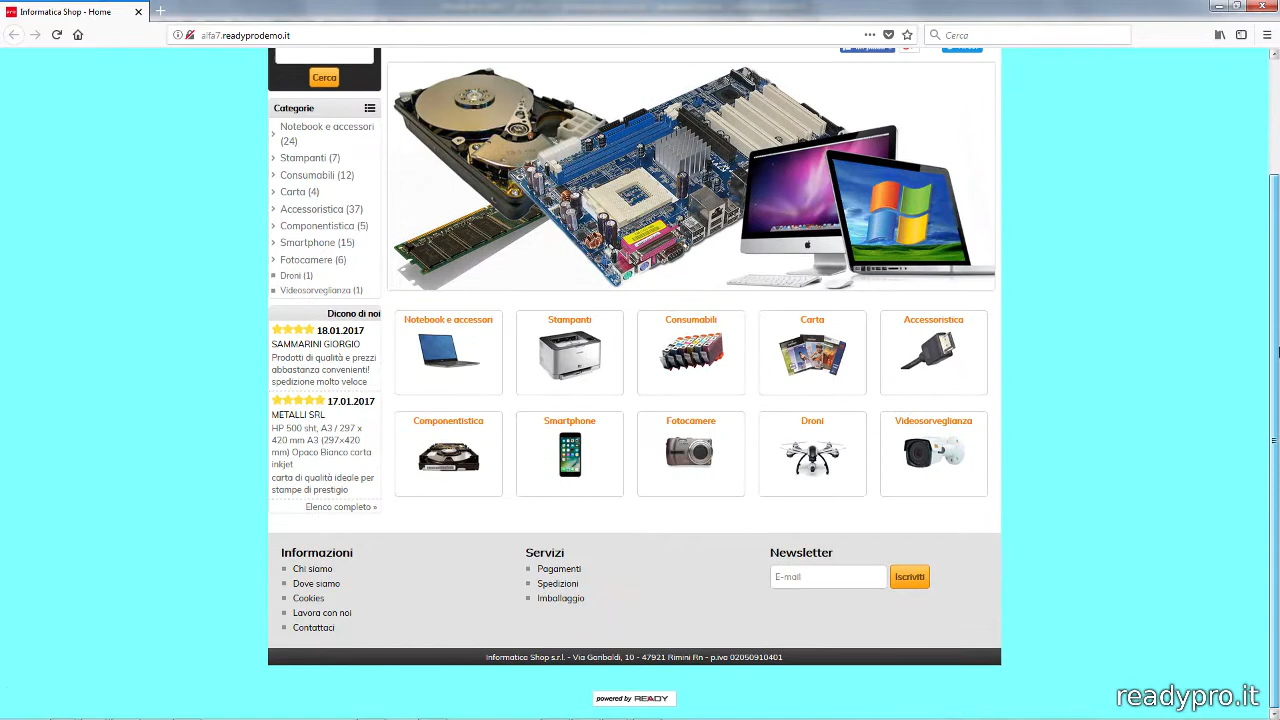 Informatica Shop - Home
alfa7.readyprodemo.it
Cerca
Cerca
Categorie
Notebook e accessori
(24)
Stampanti (7)
Consumabili (12)
Carta (4)
Accessoristica (37)
Componentistica (5)
Smartphone (15)
Fotocamere (6)
Droni (1)
Videosorveglianza (1)
Dicono di noi
18.01.2017
SAMMARINI GIORGIO
Prodotti di qualità e prezzi
abbastanza convenienti!
spedizione molto veloce
17.01.2017
METALLI SRL
HP 500 sht, A3 / 297 x
420 mm A3 (297×420
mm) Opaco Bianco carta
inkjet
carta di qualità ideale per
stampe di prestigio
Elenco completo »
Notebook e accessori
Stampanti
Consumabili
Carta
Accessoristica
Componentistica
Smartphone
Fotocamere
Droni
Videosorveglianza
Informazioni
Chi siamo
Dove siamo
Cookies
Lavora con noi
Contattaci
Servizi
Pagamenti
Spedizioni
Imballaggio
Newsletter
E-mail
Iscriviti
Informatica Shop s.r.l. - Via Garibaldi, 10 - 47921 Rimini Rn - p.iva 02050910401
powered by READY
readypro.it